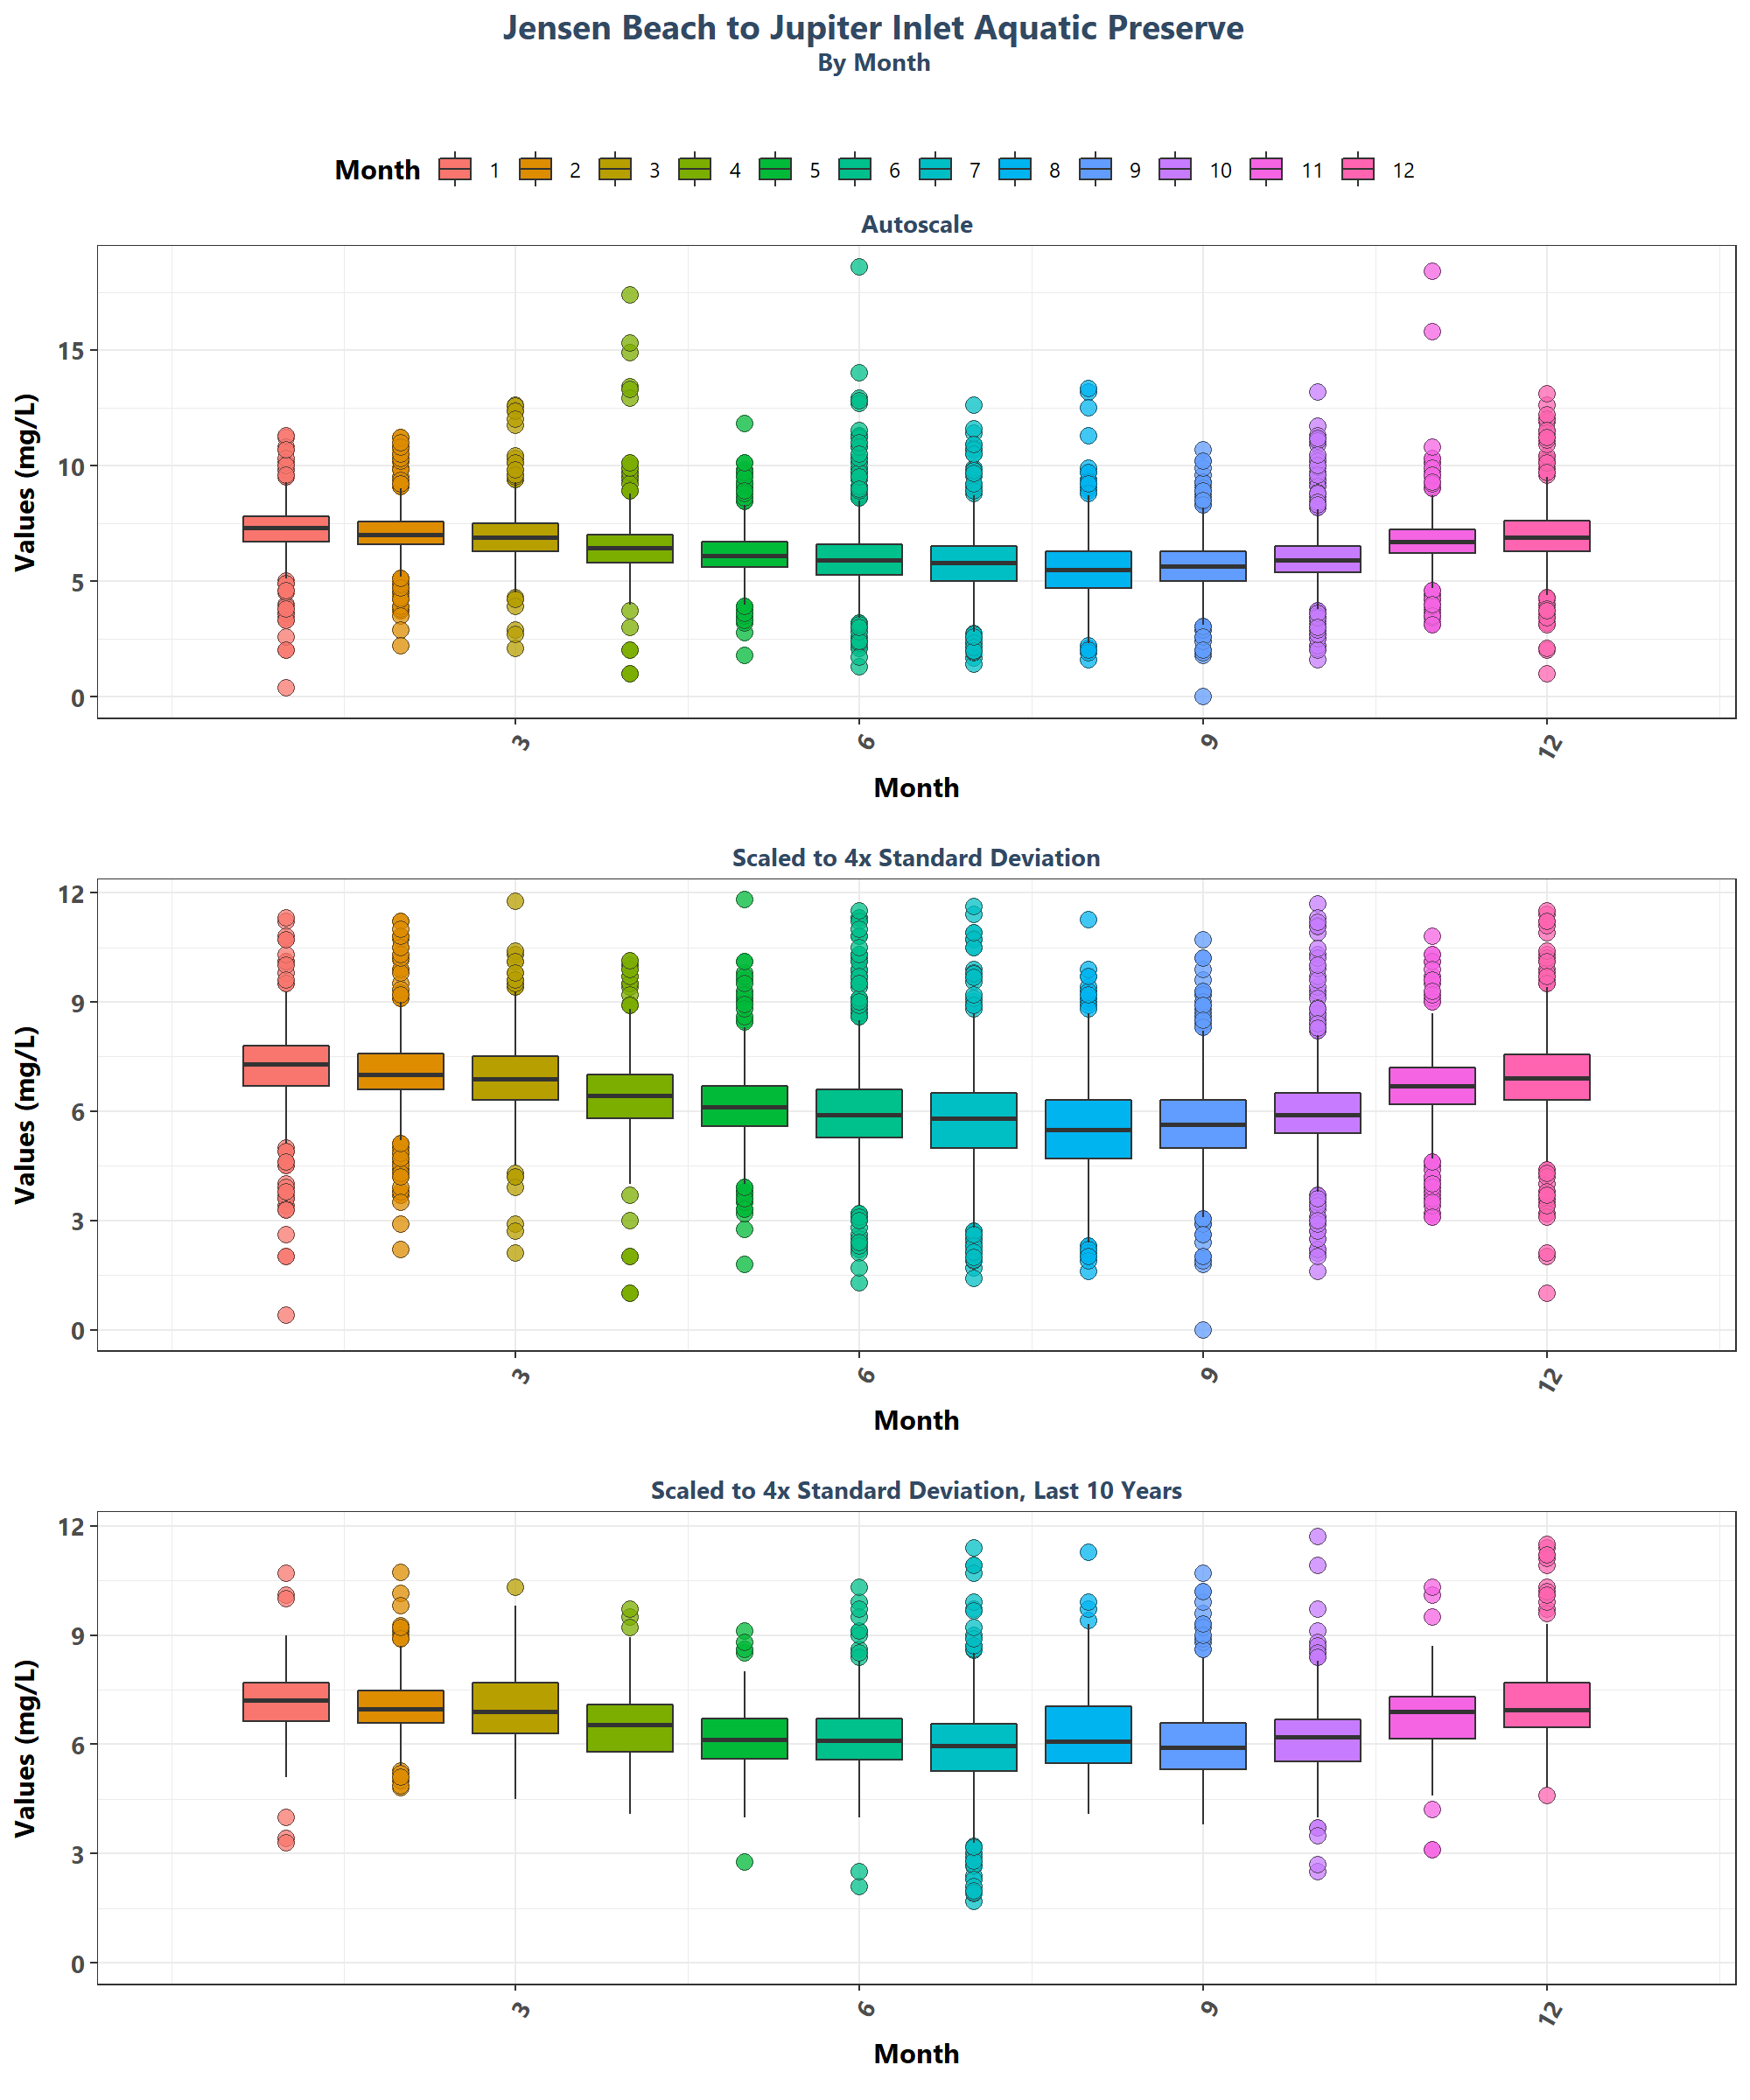 Jensen Beach to Jupiter Inlet Aquatic Preserve
By Month
Month 1 2 3 4 5 6 7 8 9 10 11 12
Autoscale
Values (mg/L)
15
10
5
0
3 6 9 12
Month
Scaled to 4x Standard Deviation
Values (mg/L)
12
9
6
3
0
3 6 9 12
Month
Scaled to 4x Standard Deviation, Last 10 Years
Values (mg/L)
12
9
6
3
0
3 6 9 12
Month